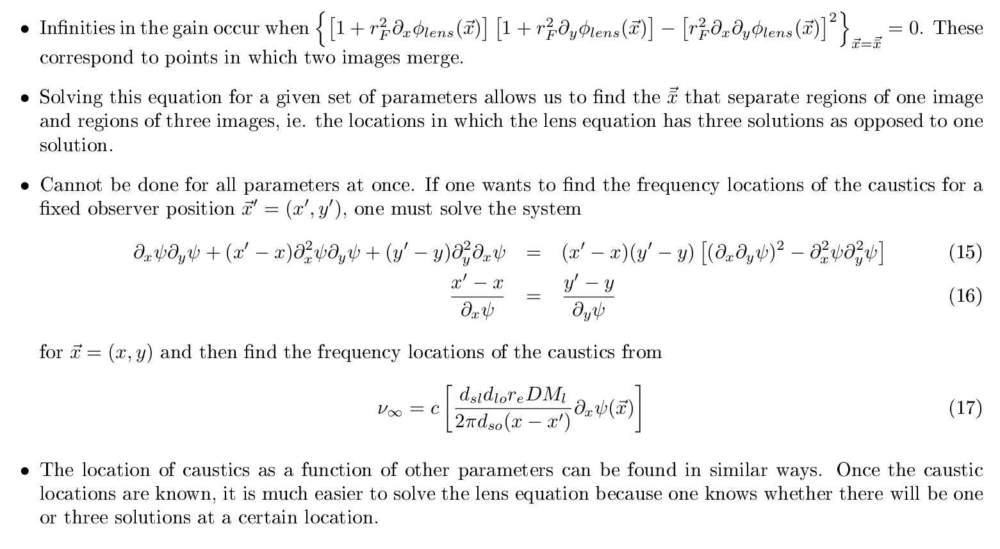 • Infinities in the gain occur when $\left\{ \left[1 + r_F^2 \partial_x \phi_{lens}(\vec{x})\right] \left[1 + r_F^2 \partial_y \phi_{lens}(\vec{x})\right] - \left[r_F^2 \partial_x \partial_y \phi_{lens}(\vec{x})\right]^2 \right\}_{\vec{x}=\bar{\vec{x}}} = 0$. These
correspond to points in which two images merge.
• Solving this equation for a given set of parameters allows us to find the $\bar{\vec{x}}$ that separate regions of one image
and regions of three images, ie. the locations in which the lens equation has three solutions as opposed to one
solution.
• Cannot be done for all parameters at once. If one wants to find the frequency locations of the caustics for a
fixed observer position $\vec{x}' = (x', y')$, one must solve the system
$\partial_x \psi \partial_y \psi + (x' - x)\partial_x^2 \psi \partial_y \psi + (y' - y)\partial_y^2 \partial_x \psi = (x' - x)(y' - y)\left[(\partial_x \partial_y \psi)^2 - \partial_x^2 \psi \partial_y^2 \psi\right]$ (15)
$\frac{x' - x}{\partial_x \psi} = \frac{y' - y}{\partial_y \psi}$ (16)
for $\vec{x} = (x, y)$ and then find the frequency locations of the caustics from
$\nu_\infty = c\left[\frac{d_{sl} d_{lo} r_e DM_l}{2\pi d_{so}(x - x')} \partial_x \psi(\vec{x})\right]$ (17)
• The location of caustics as a function of other parameters can be found in similar ways. Once the caustic
locations are known, it is much easier to solve the lens equation because one knows whether there will be one
or three solutions at a certain location.